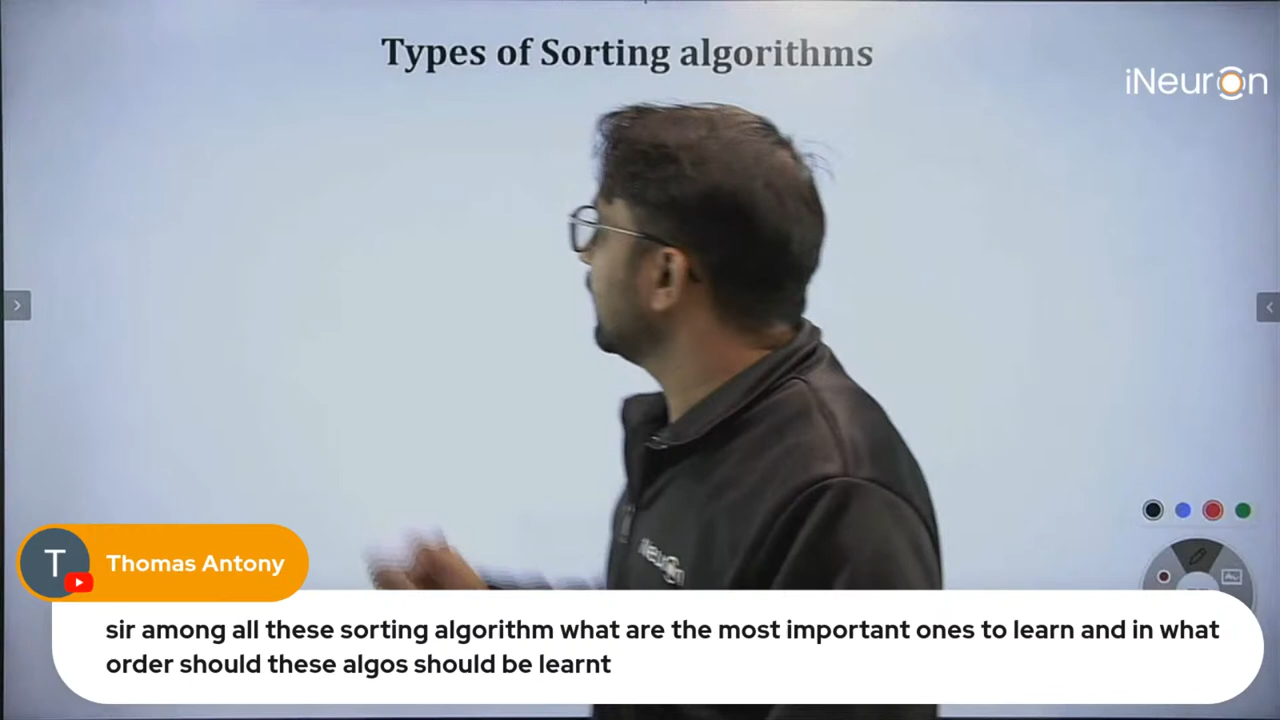 Types of Sorting algorithms
iNeuron
iNeuron
T Thomas Antony
sir among all these sorting algorithm what are the most important ones to learn and in what
order should these algos should be learnt